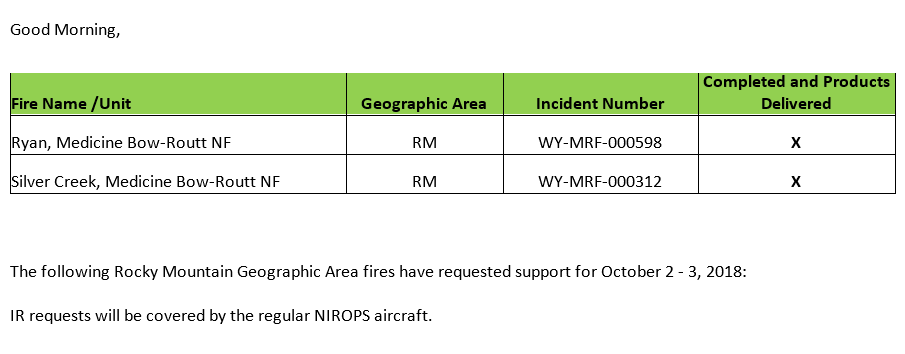 Good Morning,
Fire Name /Unit Geographic Area Incident Number Completed and Products Delivered
Ryan, Medicine Bow-Routt NF RM WY-MRF-000598 X
Silver Creek, Medicine Bow-Routt NF RM WY-MRF-000312 X
The following Rocky Mountain Geographic Area fires have requested support for October 2 - 3, 2018:
IR requests will be covered by the regular NIROPS aircraft.